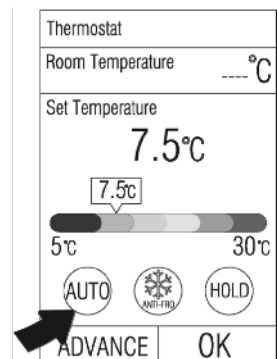 Thermostat
Room Temperature ----°C
Set Temperature
7.5°C
7.5°C
5°C 30°C
AUTO ANTI-FRO. HOLD
ADVANCE OK